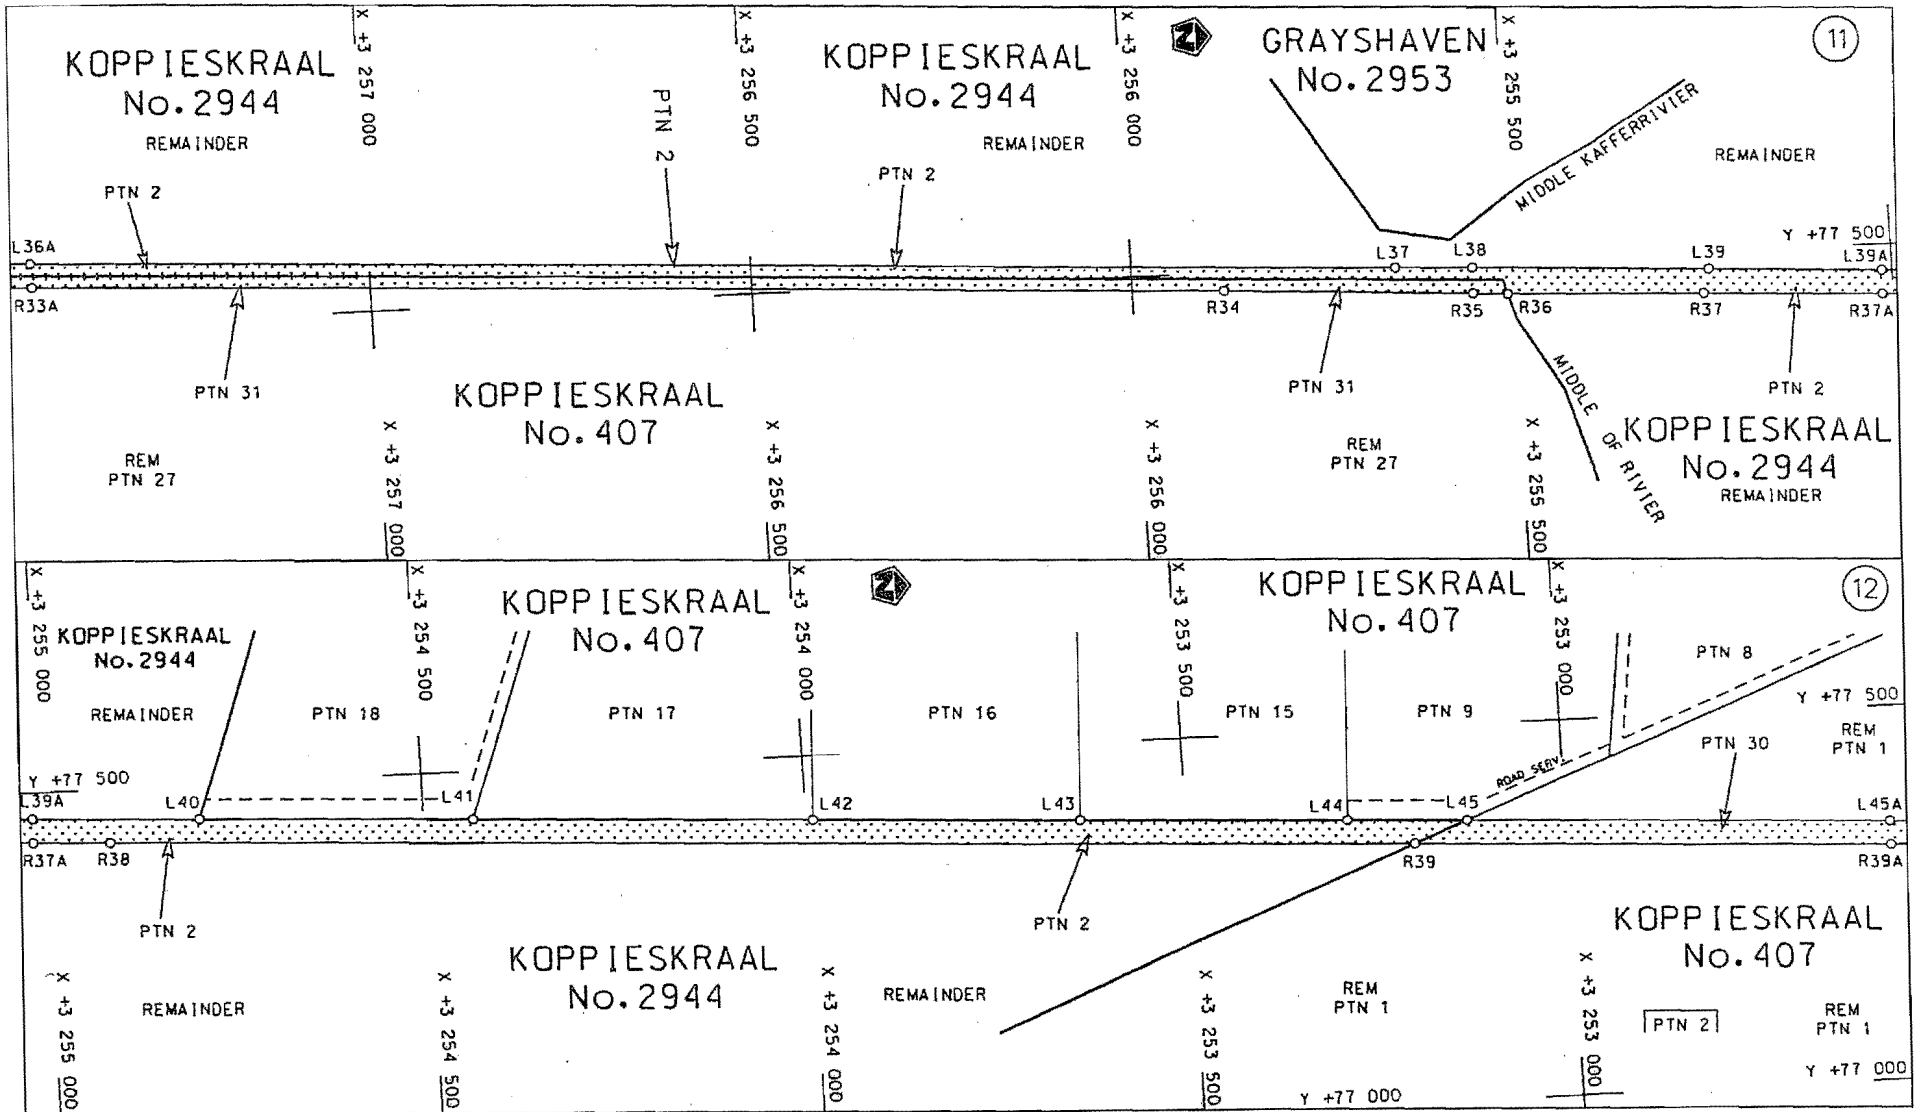 KOPPIESKRAAL
No.2944
REMAINDER
PTN 2
X +3 257 000
PTN 2
X +3 256 500
KOPPIESKRAAL
No.2944
REMAINDER
PTN 2
X +3 256 000
N
GRAYSHAVEN
No.2953
X +3 255 500
MIDDLE KAFFERRIVIER
11
REMAINDER
Y +77 500
L36A
L37
L38
L39
L39A
R33A
R34
R35
R36
R37
R37A
PTN 31
PTN 31
PTN 2
KOPPIESKRAAL
No.407
REM
PTN 27
REM
PTN 27
MIDDLE OF RIVIER
KOPPIESKRAAL
No.2944
REMAINDER
X +3 257 000
X +3 256 500
X +3 256 000
X +3 255 500
X +3 255 000
X +3 254 500
X +3 254 000
X +3 253 500
X +3 253 000
N
12
KOPPIESKRAAL
No.2944
REMAINDER
KOPPIESKRAAL
No.407
KOPPIESKRAAL
No.407
PTN 18
PTN 17
PTN 16
PTN 15
PTN 9
PTN 8
Y +77 500
REM
PTN 1
PTN 30
ROAD SERV.
Y +77 500
L39A
L40
L41
L42
L43
L44
L45
L45A
R37A
R38
R39
R39A
PTN 2
PTN 2
KOPPIESKRAAL
No.2944
REMAINDER
REMAINDER
REM
PTN 1
KOPPIESKRAAL
No.407
PTN 2
REM
PTN 1
X +3 255 000
X +3 254 500
X +3 254 000
X +3 253 500
X +3 253 000
Y +77 000
Y +77 000